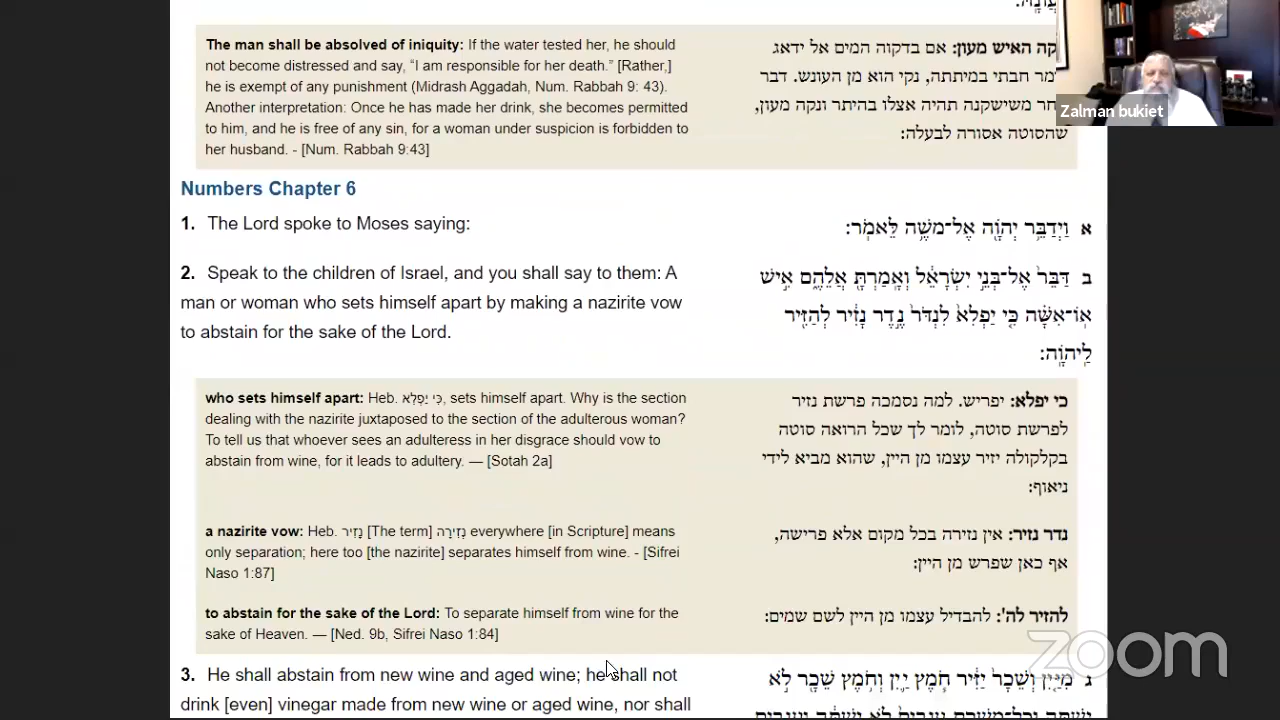 עֲוֹנָהּ:
The man shall be absolved of iniquity: If the water tested her, he should
not become distressed and say, “I am responsible for her death.” [Rather,]
he is exempt of any punishment (Midrash Aggadah, Num. Rabbah 9: 43).
Another interpretation: Once he has made her drink, she becomes permitted
to him, and he is free of any sin, for a woman under suspicion is forbidden to
her husband. - [Num. Rabbah 9:43]
קה האיש מעון: אם בדקוה המים אל ידאג
מר חבתי במיתתה, נקי הוא מן העונש. דבר
חר משישקנה תהיה אצלו בהיתר ונקה מעון,
שהסוטה אסורה לבעלה:
Zalman bukiet
Numbers Chapter 6
1. The Lord spoke to Moses saying:
א וַיְדַבֵּ֥ר יְהֹוָ֖ה אֶל־משֶׁ֥ה לֵּאמֹֽר:
2. Speak to the children of Israel, and you shall say to them: A
man or woman who sets himself apart by making a nazirite vow
to abstain for the sake of the Lord.
ב דַּבֵּר֙ אֶל־בְּנֵ֣י יִשְׂרָאֵ֔ל וְאָֽמַרְתָּ֖ אֲלֵהֶ֑ם אִ֣ישׁ
אֽוֹ־אִשָּׁ֗ה כִּ֤י יַפְלִא֙ לִנְדֹּר֙ נֶ֣דֶר נָזִ֔יר לְהַזִּ֖יר
לַֽיהֹוָֽה:
who sets himself apart: Heb. כִּי יַפְלִא, sets himself apart. Why is the section
dealing with the nazirite juxtaposed to the section of the adulterous woman?
To tell us that whoever sees an adulteress in her disgrace should vow to
abstain from wine, for it leads to adultery. — [Sotah 2a]
כי יפלא: יפריש. למה נסמכה פרשת נזיר
לפרשת סוטה, לומר לך שכל הרואה סוטה
בקלקולה יזיר עצמו מן היין, שהוא מביא לידי
ניאוף:
a nazirite vow: Heb. נָזִיר [The term] נְזִירָה everywhere [in Scripture] means
only separation; here too [the nazirite] separates himself from wine. - [Sifrei
Naso 1:87]
נדר נזיר: אין נזירה בכל מקום אלא פרישה,
אף כאן שפרש מן היין:
to abstain for the sake of the Lord: To separate himself from wine for the
sake of Heaven. — [Ned. 9b, Sifrei Naso 1:84]
להזיר לה': להבדיל עצמו מן היין לשם שמים:
zoom
3. He shall abstain from new wine and aged wine; he shall not
drink [even] vinegar made from new wine or aged wine, nor shall
ג מִיַּ֤יִן וְשֵׁכָר֙ יַזִּ֔יר חֹ֥מֶץ יַ֛יִן וְחֹ֥מֶץ שֵׁכָ֖ר לֹ֣א
יִשְׁתֶּ֑ה וְכָל־מִשְׁרַ֤ת עֲנָבִים֙ לֹ֣א יִשְׁתֶּ֔ה וַֽעֲנָבִ֛ים